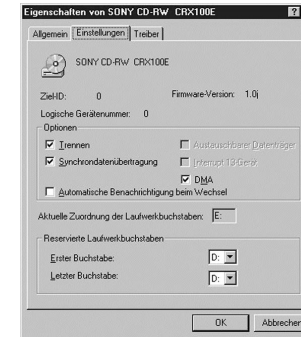 Eigenschaften von SONY CD-RW CRX100E
Allgemein Einstellungen Treiber
SONY CD-RW CRX100E
Ziel-ID: 0 Firmware-Version: 1.0j
Logische Gerätenummer: 0
Optionen
Trennen Austauschbarer Datenträger
Synchrondatenübertragung Interrupt 13-Gerät
DMA
Automatische Benachrichtigung beim Wechsel
Aktuelle Zuordnung der Laufwerkbuchstaben: E:
Reservierte Laufwerkbuchstaben
Erster Buchstabe: D:
Letzter Buchstabe: D:
OK Abbrechen